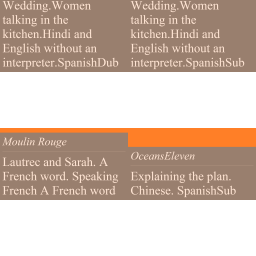 Wedding.Women
talking in the
kitchen.Hindi and
English without an
interpreter.SpanishDub
Wedding.Women
talking in the
kitchen.Hindi and
English without an
interpreter.SpanishSub
Moulin Rouge
Lautrec and Sarah. A
French word. Speaking
French A French word
OceansEleven
Explaining the plan.
Chinese. SpanishSub